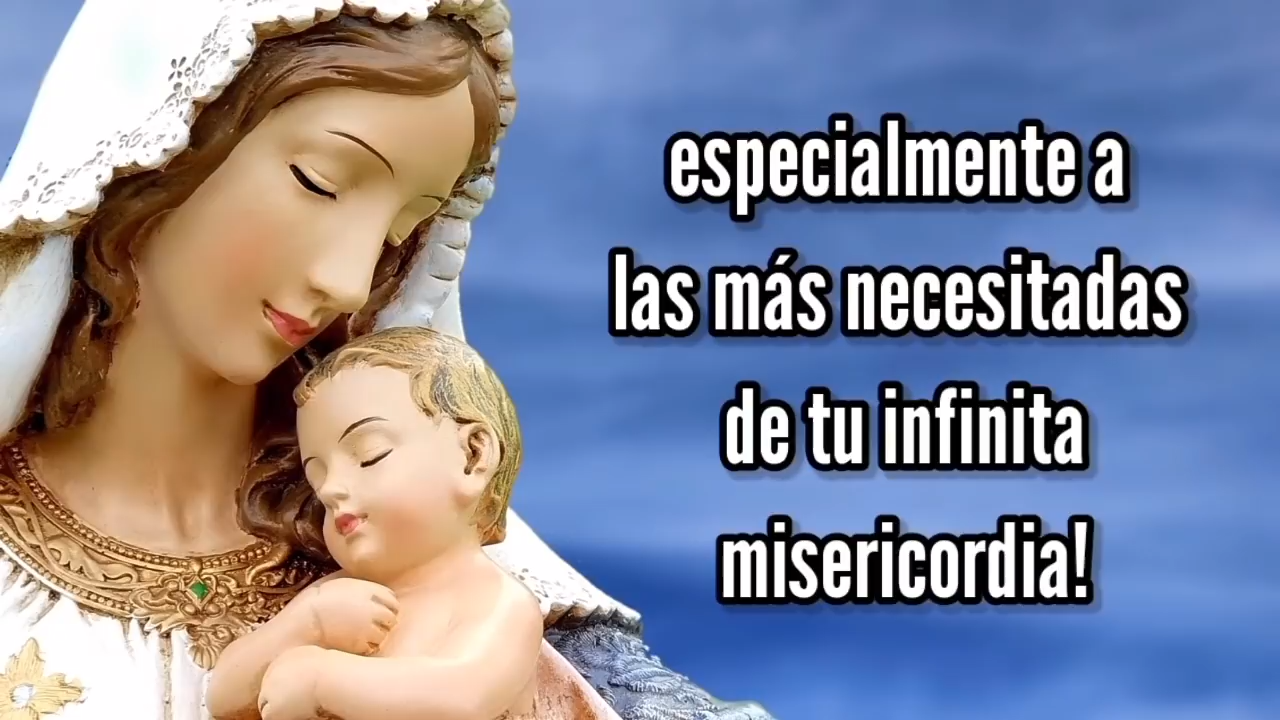 especialmente a
las más necesitadas
de tu infinita
misericordia!